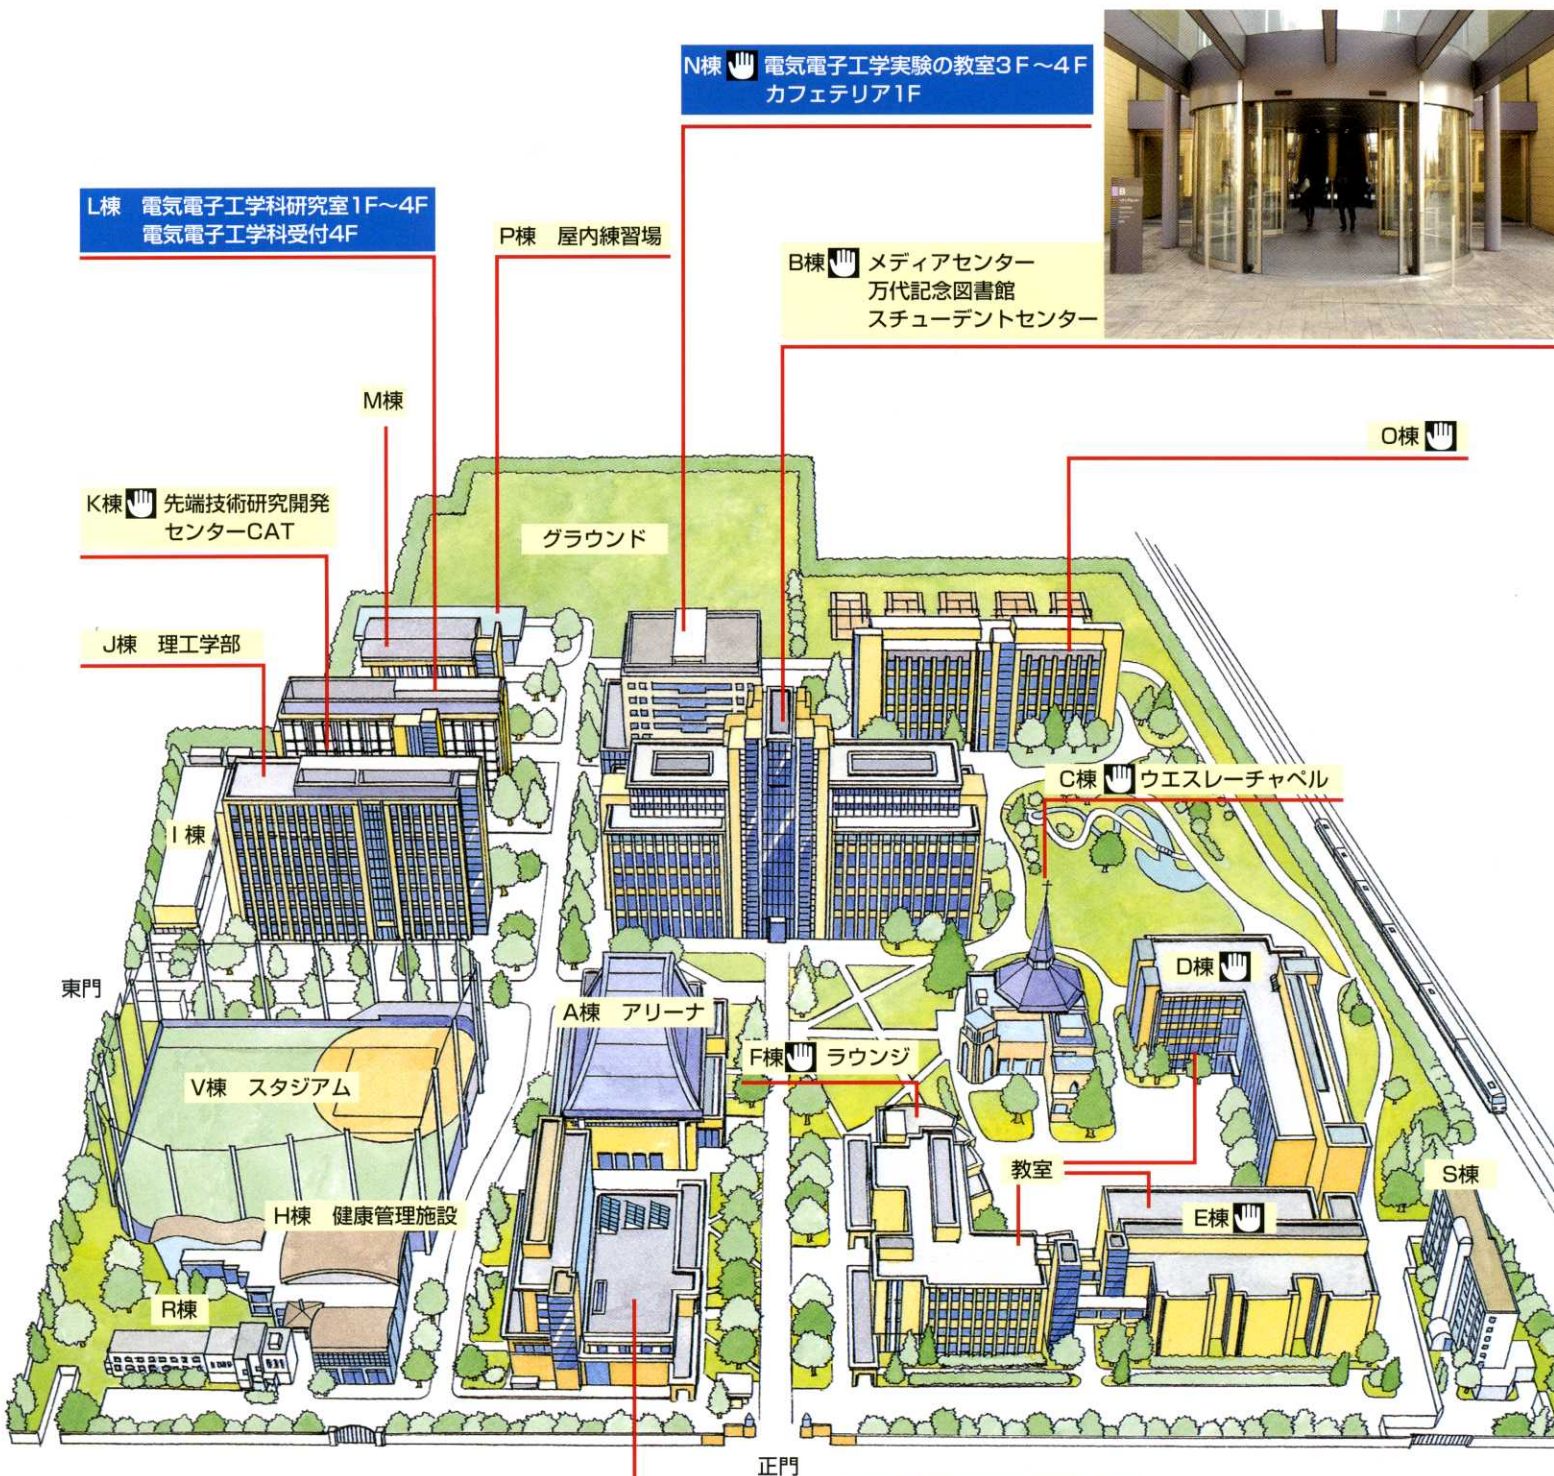 N棟 電気電子工学実験の教室3F～4F
カフェテリア1F
L棟 電気電子工学科研究室1F～4F
電気電子工学科受付4F
P棟 屋内練習場
B棟 メディアセンター
万代記念図書館
スチューデントセンター
M棟
O棟
K棟 先端技術研究開発
センターCAT
グラウンド
J棟 理工学部
C棟 ウエスレーチャペル
I棟
D棟
東門
A棟 アリーナ
F棟 ラウンジ
V棟 スタジアム
教室
S棟
H棟 健康管理施設
E棟
R棟
正門
B